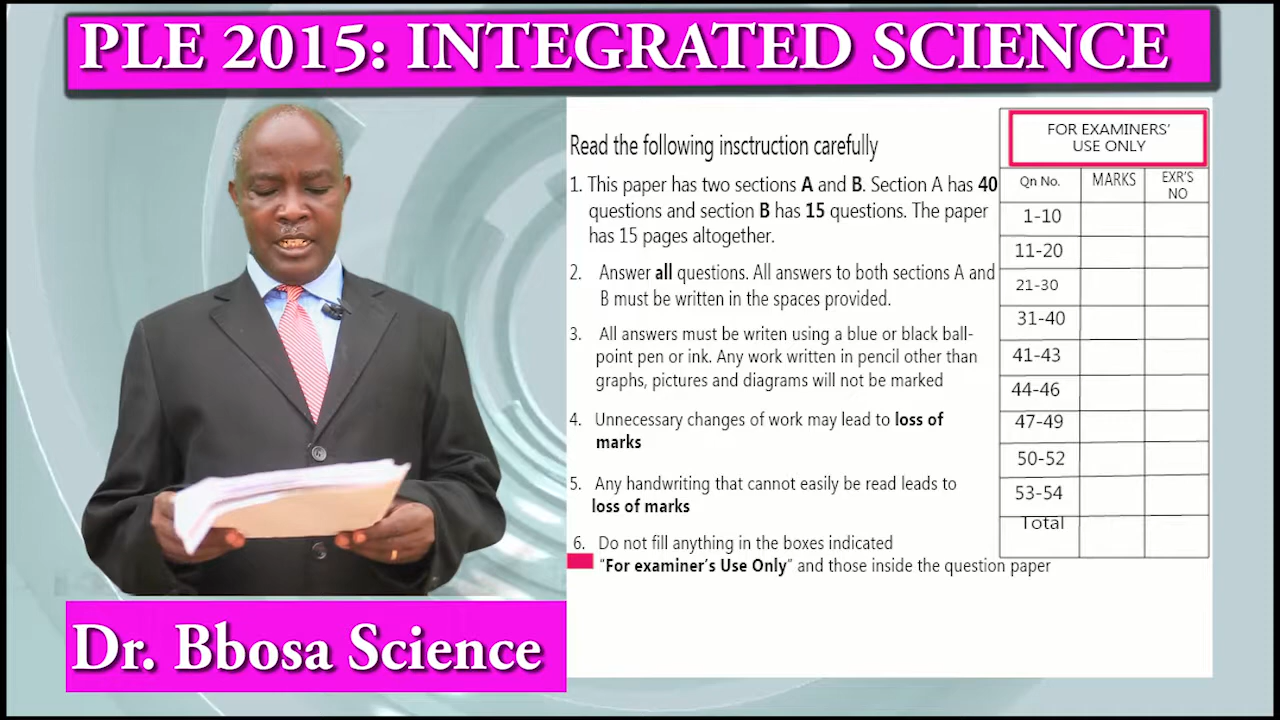 PLE 2015: INTEGRATED SCIENCE
Read the following insctruction carefully
1. This paper has two sections A and B. Section A has 40
questions and section B has 15 questions. The paper
has 15 pages altogether.
2. Answer all questions. All answers to both sections A and
B must be written in the spaces provided.
3. All answers must be writen using a blue or black ball-
point pen or ink. Any work written in pencil other than
graphs, pictures and diagrams will not be marked
4. Unnecessary changes of work may lead to loss of
marks
5. Any handwriting that cannot easily be read leads to
loss of marks
6. Do not fill anything in the boxes indicated
"For examiner's Use Only" and those inside the question paper
FOR EXAMINERS'
USE ONLY
Qn No. MARKS EXR'S
NO
1-10
11-20
21-30
31-40
41-43
44-46
47-49
50-52
53-54
Total
Dr. Bbosa Science